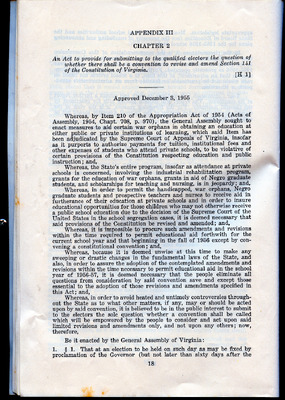 APPENDIX III
CHAPTER 2
An Act to provide for submitting to the qualified electors the question of
whether there shall be a convention to revise and amend Section 141
of the Constitution of Virginia.
[H 1]
Approved December 3, 1955
Whereas, by Item 210 of the Appropriation Act of 1954 (Acts of
Assembly, 1954, Chapt. 708, p. 970), the General Assembly sought to
enact measures to aid certain war orphans in obtaining an education at
either public or private institutions of learning, which said Item has
been adjudicated by the Supreme Court of Appeals of Virginia, insofar
as it purports to authorize payments for tuition, institutional fees and
other expenses of students who attend private schools, to be violative of
certain provisions of the Constitution respecting education and public
instruction; and,
Whereas, the State's entire program, insofar as attendance at private
schools is concerned, involving the industrial rehabilitation program,
grants for the education of war orphans, grants in aid of Negro graduate
students, and scholarships for teaching and nursing, is in jeopardy; and,
Whereas, in order to permit the handicapped, war orphans, Negro
graduate students and prospective teachers and nurses to receive aid in
furtherance of their education at private schools and in order to insure
educational opportunities for those children who may not otherwise receive
a public school education due to the decision of the Supreme Court of the
United States in the school segregation cases, it is deemed necessary that
said provisions of the Constitution be revised and amended; and,
Whereas, it is impossible to procure such amendments and revisions
within the time required to permit educational aid forthwith for the
current school year and that beginning in the fall of 1956 except by con-
vening a constitutional convention; and,
Whereas, because it is deemed unwise at this time to make any
sweeping or drastic changes in the fundamental laws of the State, and
also, in order to assure the adoption of the contemplated amendments and
revisions within the time necessary to permit educational aid in the school
year of 1956-57, it is deemed necessary that the people eliminate all
questions from consideration by said convention save and except those
essential to the adoption of those revisions and amendments specified in
this Act; and,
Whereas, in order to avoid heated and untimely controversies through-
out the State as to what other matters, if any, may or should be acted
upon by said convention, it is believed to be in the public interest to submit
to the electors the sole question whether a convention shall be called
which will be empowered by the people to consider and act upon said
limited revisions and amendments only, and not upon any others; now,
therefore,
Be it enacted by the General Assembly of Virginia:
1. § 1. That at an election to be held on such day as may be fixed by
proclamation of the Governor (but not later than sixty days after the
18